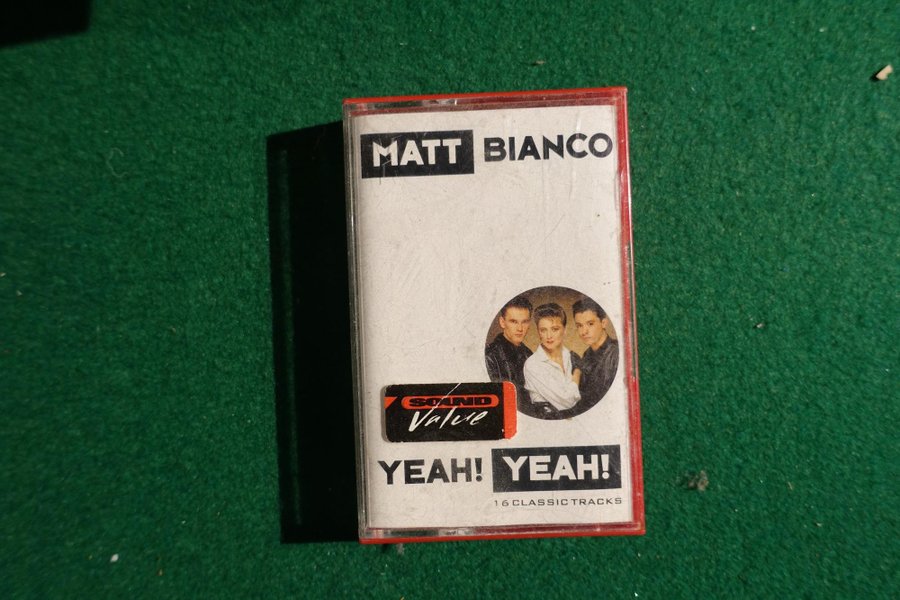 MATT BIANCO
SOUND
Value
YEAH! YEAH!
16 CLASSIC TRACKS